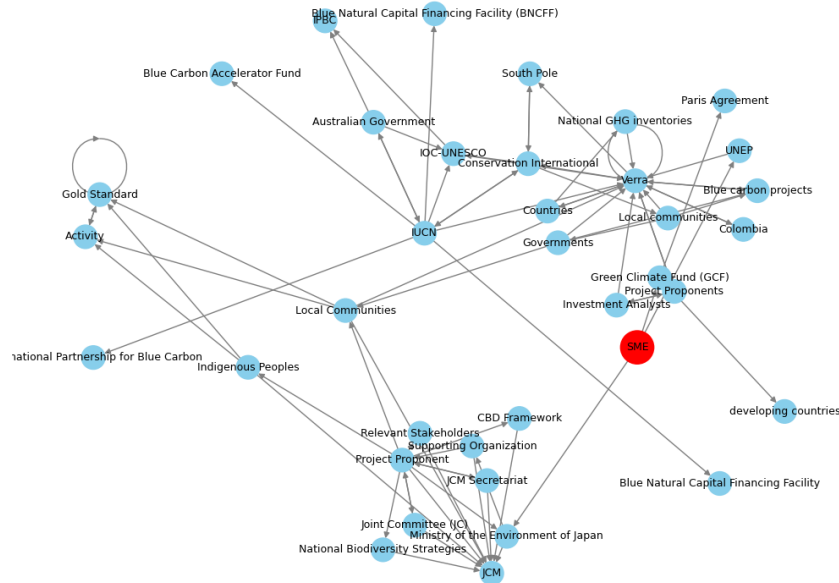 Blue Natural Capital Financing Facility (BNCFF)
IPBC
Blue Carbon Accelerator Fund
South Pole
Paris Agreement
Australian Government
National GHG inventories
IOC-UNESCO
UNEP
Conservation International
Verra
Blue carbon projects
Gold Standard
Countries
Local communities
Colombia
Activity
IUCN
Governments
Green Climate Fund (GCF)
Project Proponents
Investment Analysts
Local Communities
SME
national Partnership for Blue Carbon
Indigenous Peoples
developing countries
CBD Framework
Relevant Stakeholders
Supporting Organization
Project Proponent
JCM Secretariat
Blue Natural Capital Financing Facility
Joint Committee (JC)
Ministry of the Environment of Japan
National Biodiversity Strategies
JCM